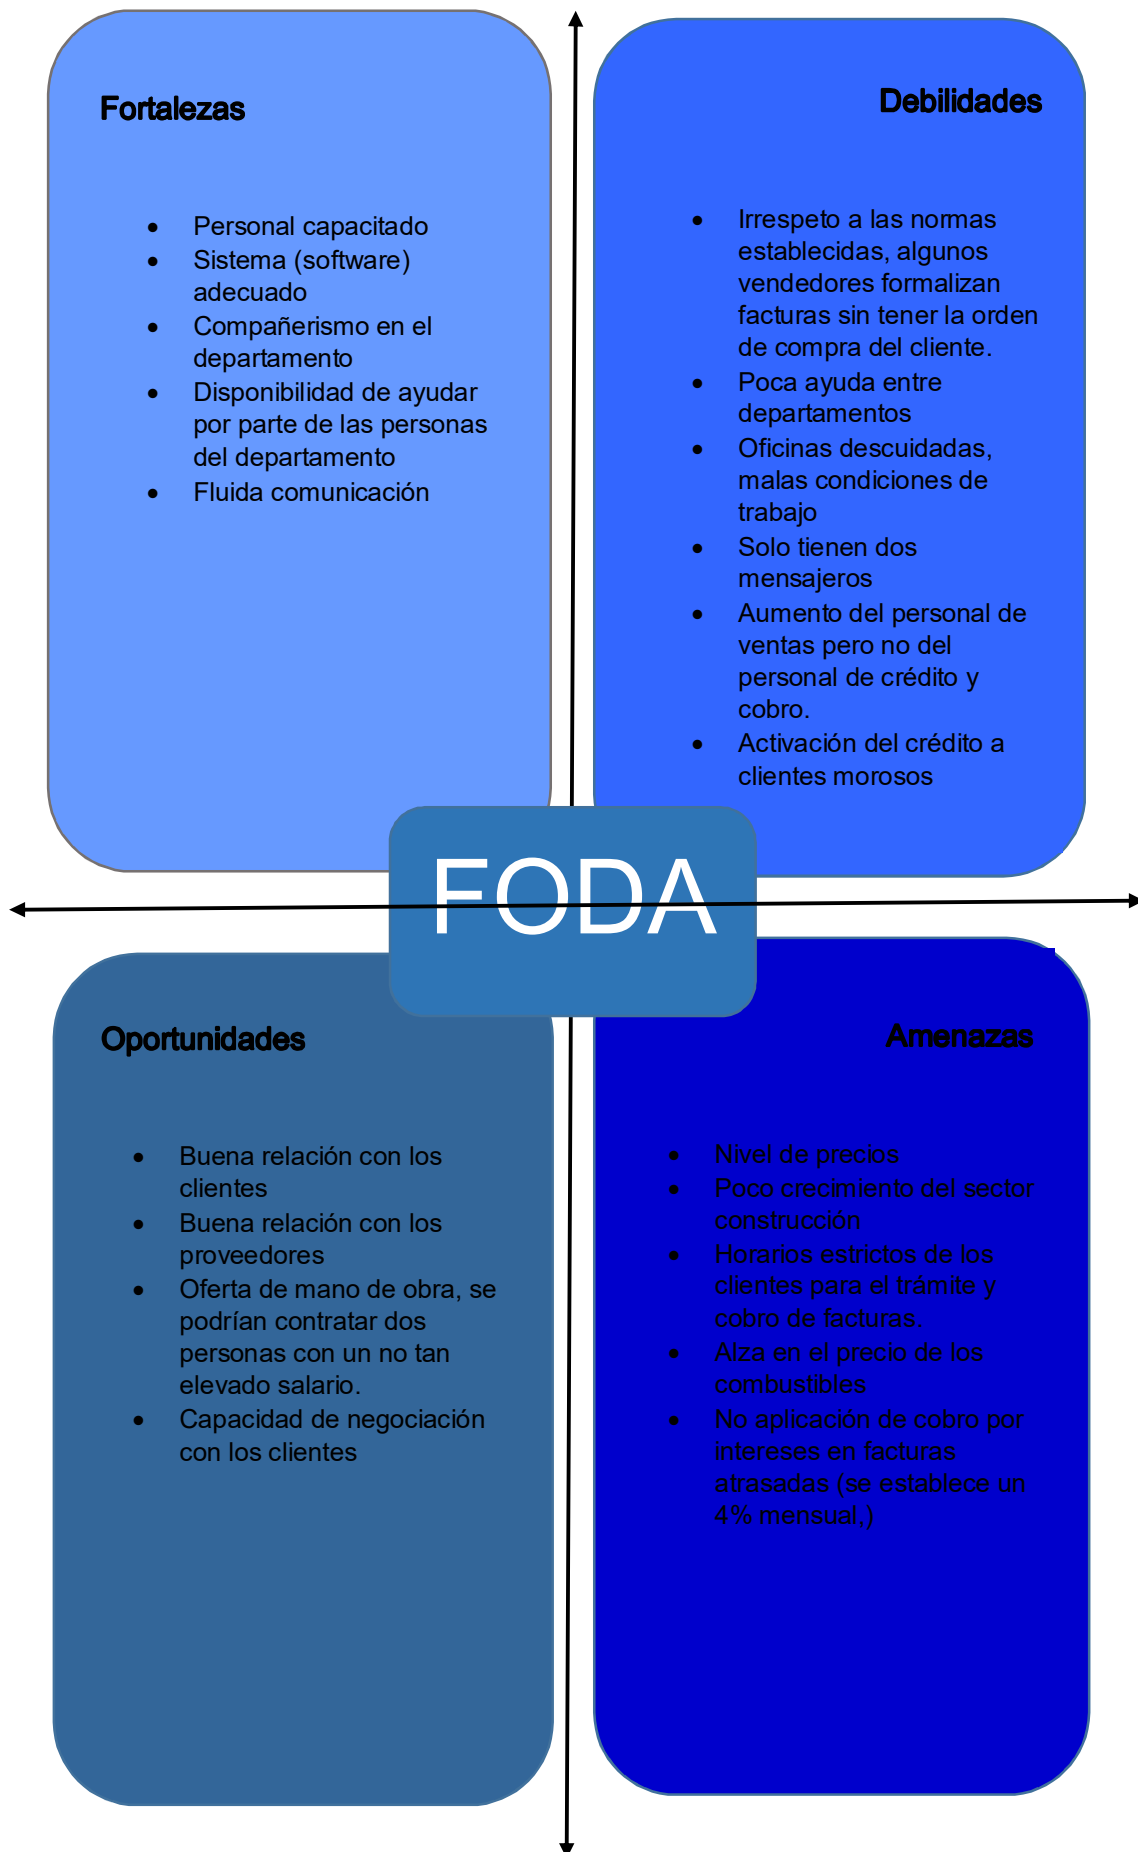 Fortalezas
• Personal capacitado
• Sistema (software)
adecuado
• Compañerismo en el
departamento
• Disponibilidad de ayudar
por parte de las personas
del departamento
• Fluida comunicación
Debilidades
• Irrespeto a las normas
establecidas, algunos
vendedores formalizan
facturas sin tener la orden
de compra del cliente.
• Poca ayuda entre
departamentos
• Oficinas descuidadas,
malas condiciones de
trabajo
• Solo tienen dos
mensajeros
• Aumento del personal de
ventas pero no del
personal de crédito y
cobro.
• Activación del crédito a
clientes morosos
FODA
Oportunidades
• Buena relación con los
clientes
• Buena relación con los
proveedores
• Oferta de mano de obra, se
podrían contratar dos
personas con un no tan
elevado salario.
• Capacidad de negociación
con los clientes
Amenazas
• Nivel de precios
• Poco crecimiento del sector
construcción
• Horarios estrictos de los
clientes para el trámite y
cobro de facturas.
• Alza en el precio de los
combustibles
• No aplicación de cobro por
intereses en facturas
atrasadas (se establece un
4% mensual,)